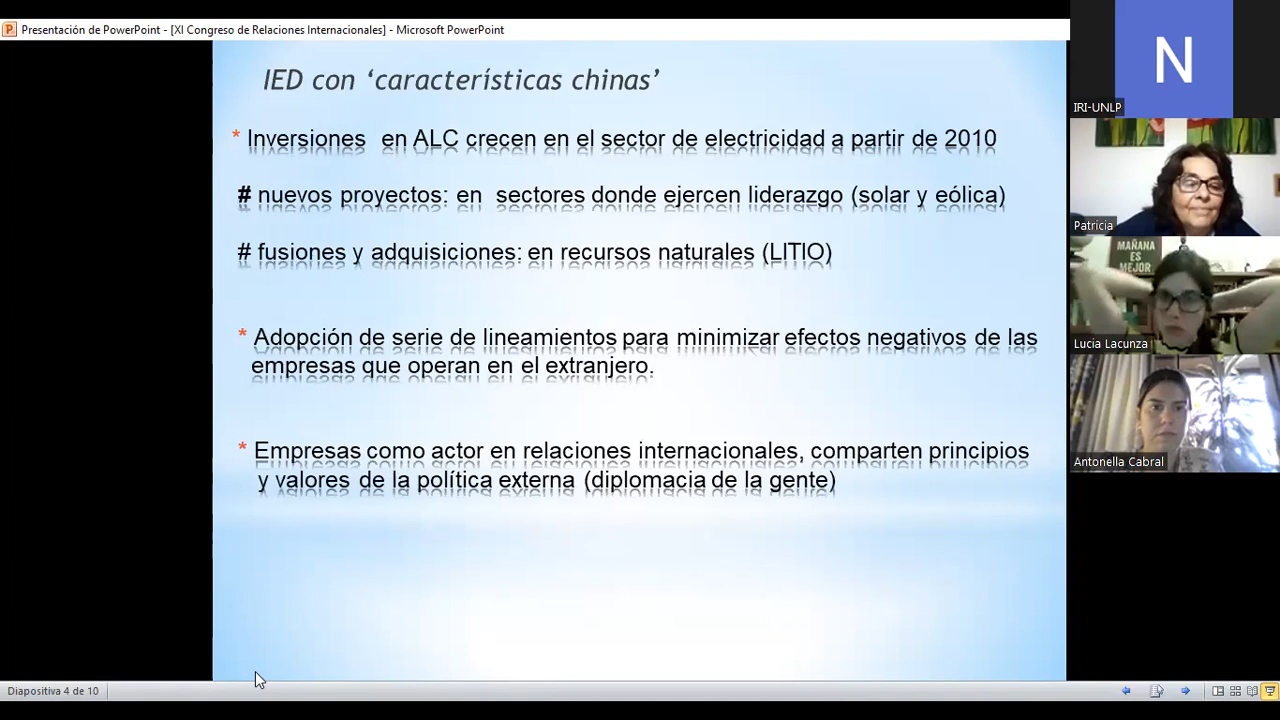 Presentación de PowerPoint - [XI Congreso de Relaciones Internacionales] - Microsoft PowerPoint
IED con ‘características chinas’
* Inversiones en ALC crecen en el sector de electricidad a partir de 2010
# nuevos proyectos: en sectores donde ejercen liderazgo (solar y eólica)
# fusiones y adquisiciones: en recursos naturales (LITIO)
* Adopción de serie de lineamientos para minimizar efectos negativos de las
empresas que operan en el extranjero.
* Empresas como actor en relaciones internacionales, comparten principios
y valores de la política externa (diplomacia de la gente)
Diapositiva 4 de 10
N
IRI-UNLP
Patricia
MAÑANA
ES
MEJOR
Lucia Lacunza
Antonella Cabral